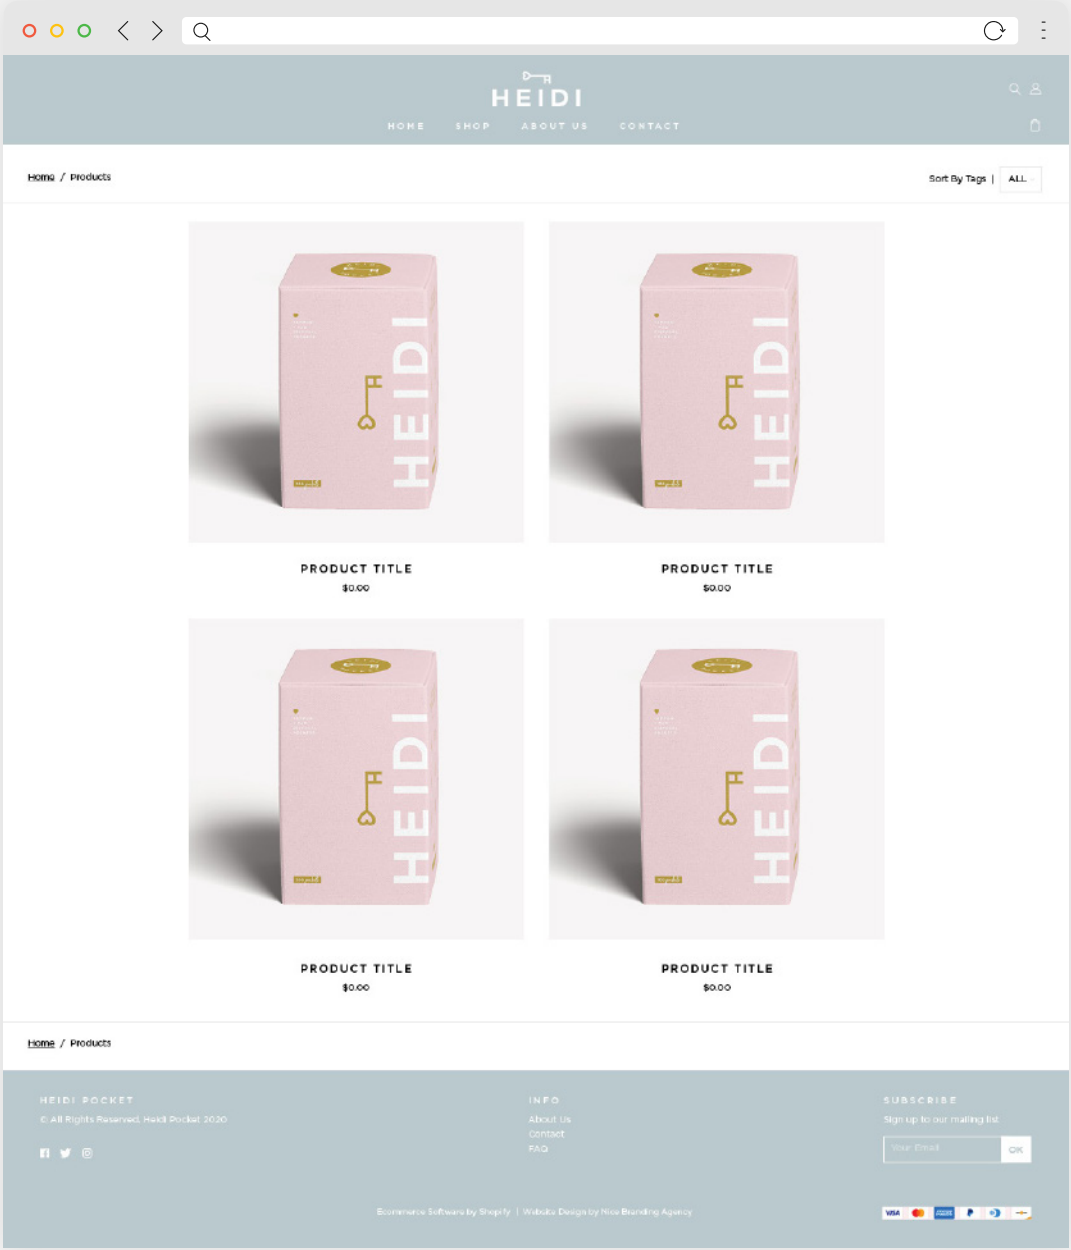 HEIDI
HOME SHOP ABOUT US CONTACT
Home / Products
Sort By Tags | ALL
HEIDI
HEIDI
PRODUCT TITLE
$0.00
PRODUCT TITLE
$0.00
HEIDI
HEIDI
PRODUCT TITLE
$0.00
PRODUCT TITLE
$0.00
Home / Products
HEIDI POCKET
© All Rights Reserved, Heidi Pocket 2020
INFO
About Us
Contact
FAQ
SUBSCRIBE
Sign up to our mailing list
Your Email
OK
Ecommerce Software by Shopify | Website Design by Nice Branding Agency
VISA